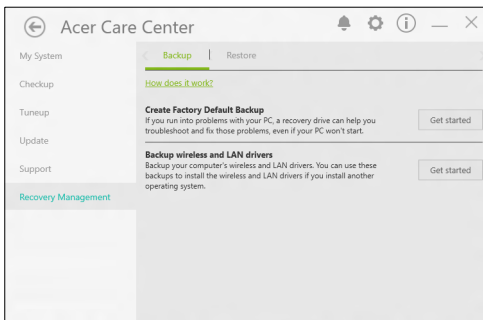 Acer Care Center
My System
Checkup
Tuneup
Update
Support
Recovery Management
Backup Restore
How does it work?
Create Factory Default Backup
If you run into problems with your PC, a recovery drive can help you
troubleshoot and fix those problems, even if your PC won't start.
Get started
Backup wireless and LAN drivers
Backup your computer's wireless and LAN drivers. You can use these
backups to install the wireless and LAN drivers if you install another
operating system.
Get started